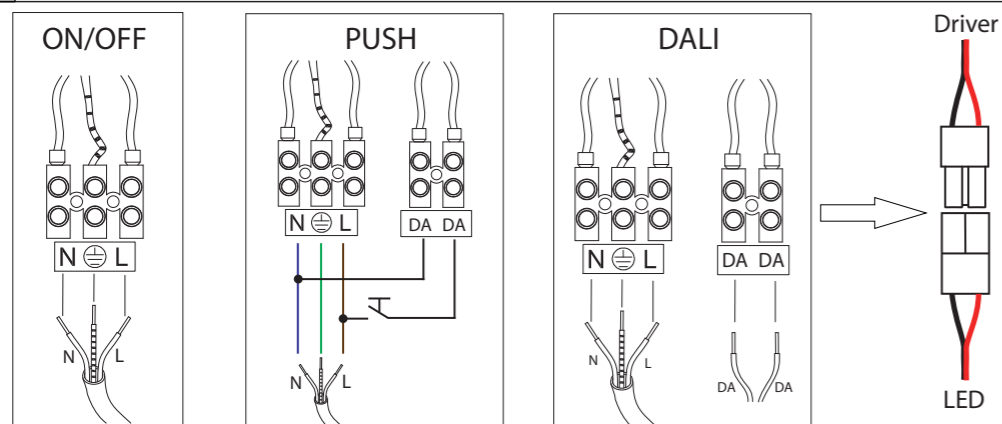 ON/OFF
N L
N L
PUSH
N L
DA DA
N L
DALI
N L
DA DA
N L
DA DA
Driver
LED